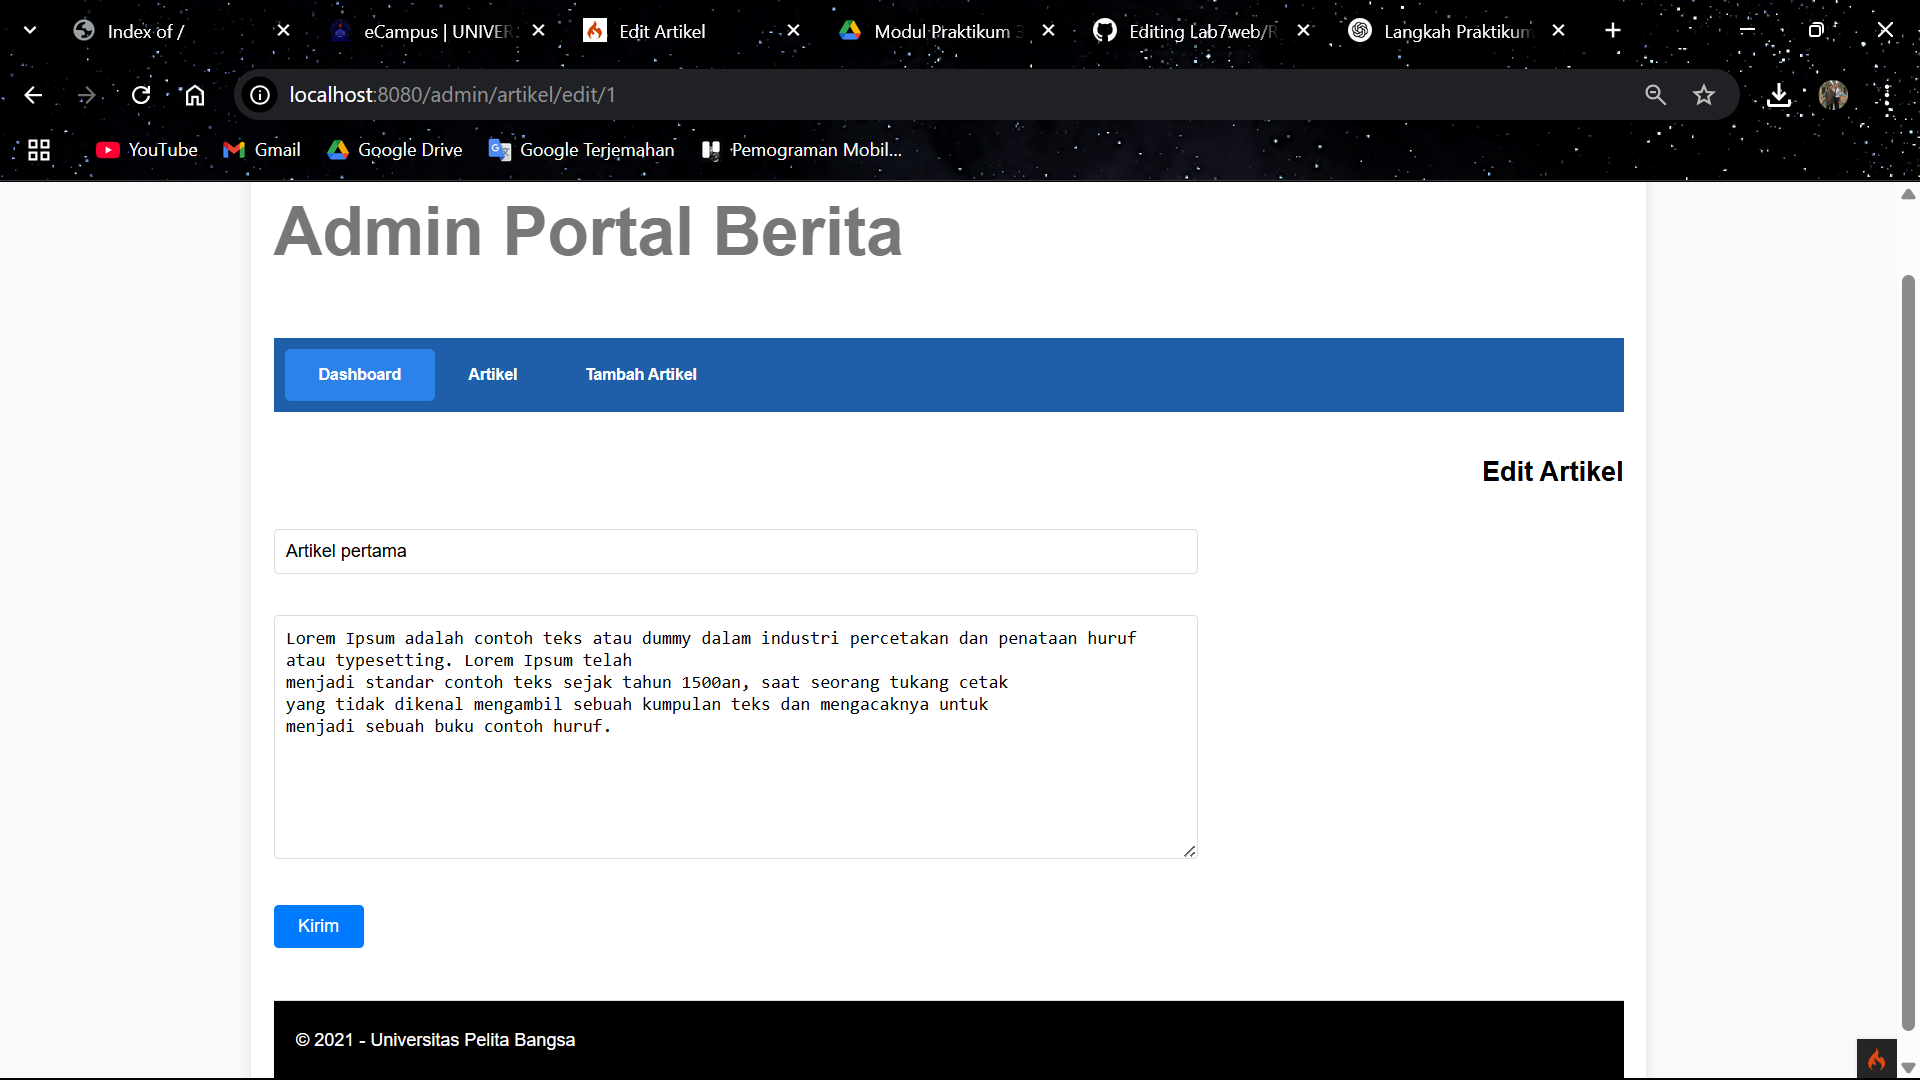 Index of /
eCampus | UNIVER
Edit Artikel
Modul Praktikum 3
Editing Lab7web/R
Langkah Praktikum
localhost:8080/admin/artikel/edit/1
YouTube
Gmail
Google Drive
Google Terjemahan
Pemograman Mobil...
Admin Portal Berita
Dashboard
Artikel
Tambah Artikel
Edit Artikel
Artikel pertama
Lorem Ipsum adalah contoh teks atau dummy dalam industri percetakan dan penataan huruf
atau typesetting. Lorem Ipsum telah
menjadi standar contoh teks sejak tahun 1500an, saat seorang tukang cetak
yang tidak dikenal mengambil sebuah kumpulan teks dan mengacaknya untuk
menjadi sebuah buku contoh huruf.
Kirim
© 2021 - Universitas Pelita Bangsa